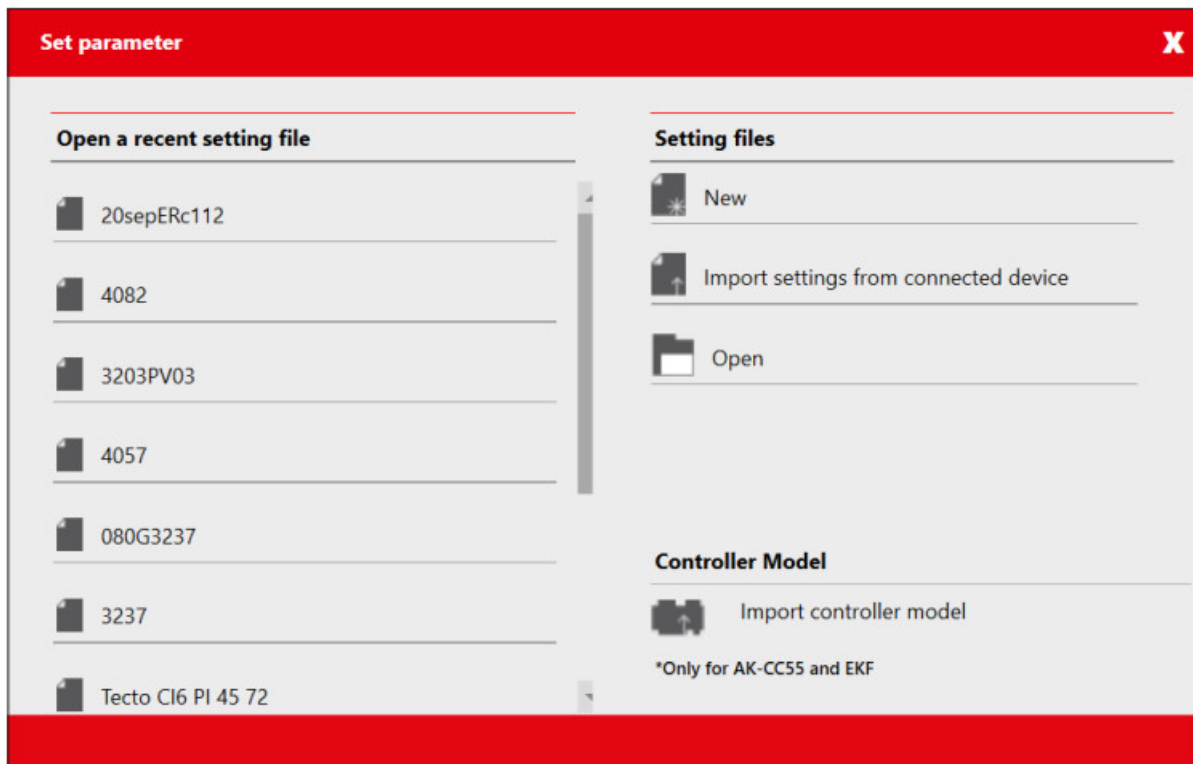 Set parameter
X
Open a recent setting file
20sepERc112
4082
3203PV03
4057
080G3237
3237
Tecto CI6 PI 45 72
Setting files
New
Import settings from connected device
Open
Controller Model
Import controller model
*Only for AK-CC55 and EKF